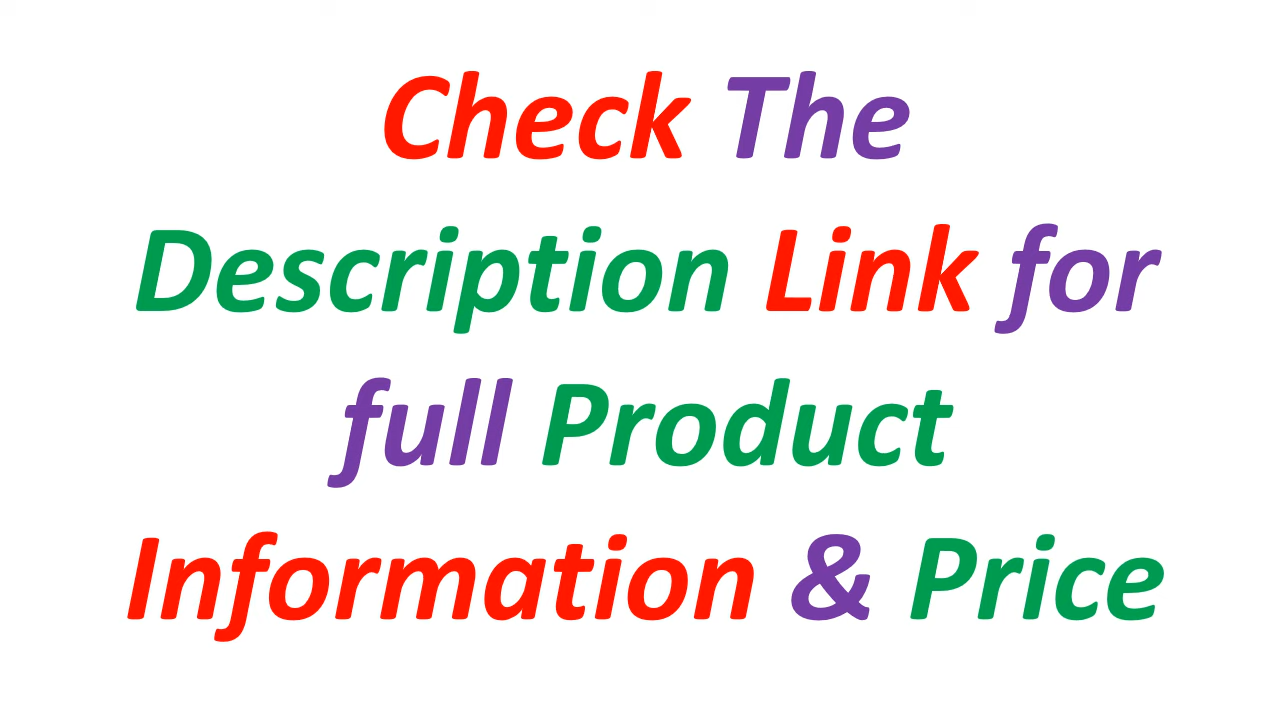 Check The
Description Link for
full Product
Information & Price